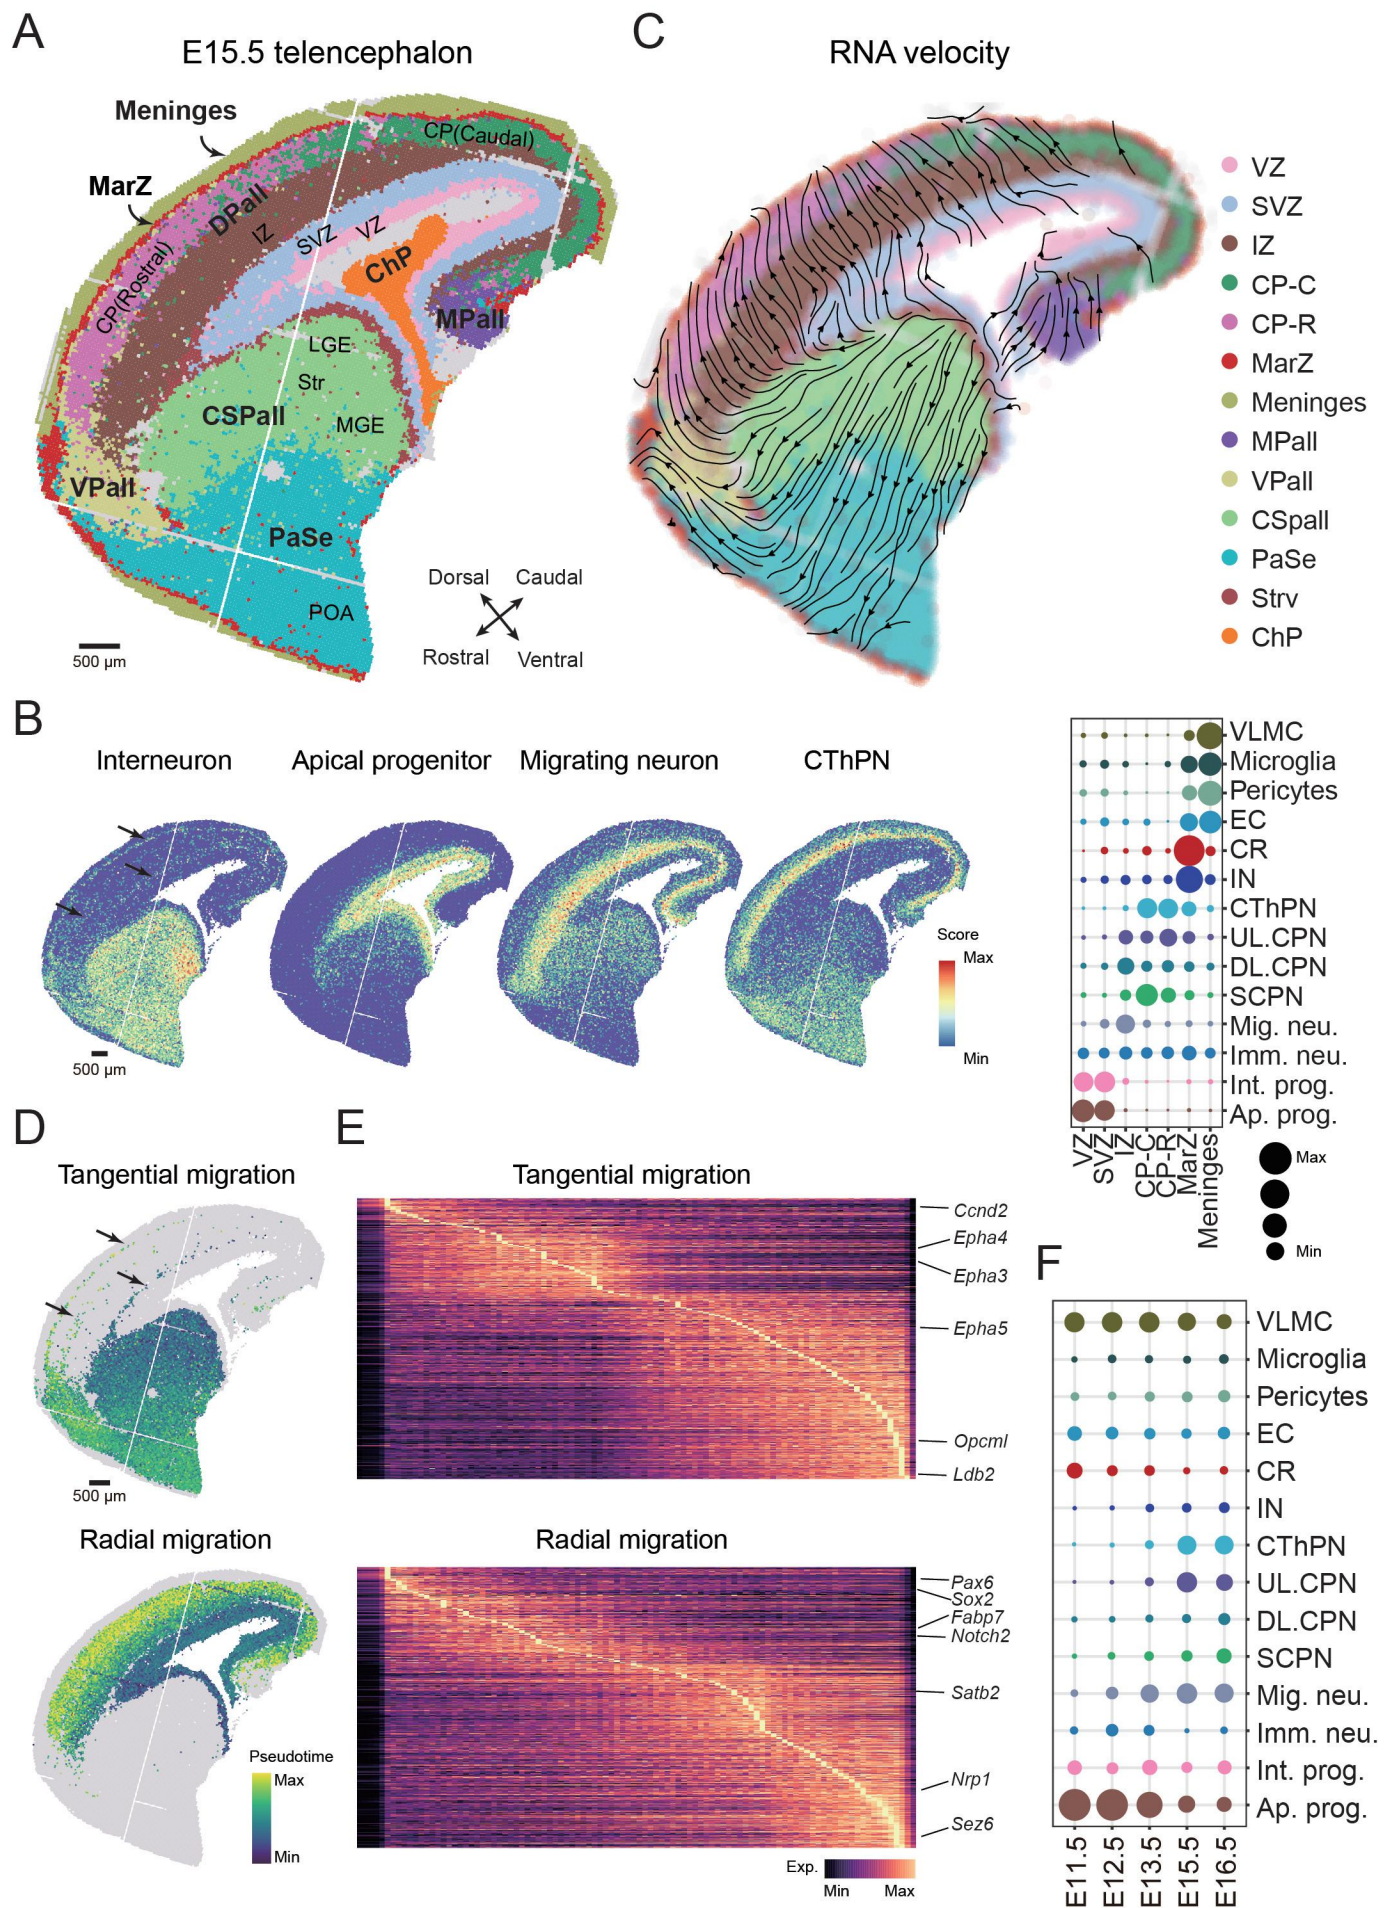 A
E15.5 telencephalon
Meninges
MarZ
CP(Caudal)
DPall
IZ
SVZ
VZ
CP(Rostral)
ChP
MPall
LGE
Str
CSPall
MGE
VPall
PaSe
POA
Dorsal
Caudal
Rostral
Ventral
500 µm
C
RNA velocity
VZ
SVZ
IZ
CP-C
CP-R
MarZ
Meninges
MPall
VPall
CSpall
PaSe
Strv
ChP
B
Interneuron
Apical progenitor
Migrating neuron
CThPN
500 µm
Score
Max
Min
VLMC
Microglia
Pericytes
EC
CR
IN
CThPN
UL.CPN
DL.CPN
SCPN
Mig. neu.
Imm. neu.
Int. prog.
Ap. prog.
VZ
SVZ
IZ
CP-C
CP-R
MarZ
Meninges
Max
Min
D
Tangential migration
500 µm
Radial migration
Pseudotime
Max
Min
E
Tangential migration
Ccnd2
Epha4
Epha3
Epha5
Opcml
Ldb2
Radial migration
Pax6
Sox2
Fabp7
Notch2
Satb2
Nrp1
Sez6
Exp.
Min
Max
F
VLMC
Microglia
Pericytes
EC
CR
IN
CThPN
UL.CPN
DL.CPN
SCPN
Mig. neu.
Imm. neu.
Int. prog.
Ap. prog.
E11.5
E12.5
E13.5
E15.5
E16.5